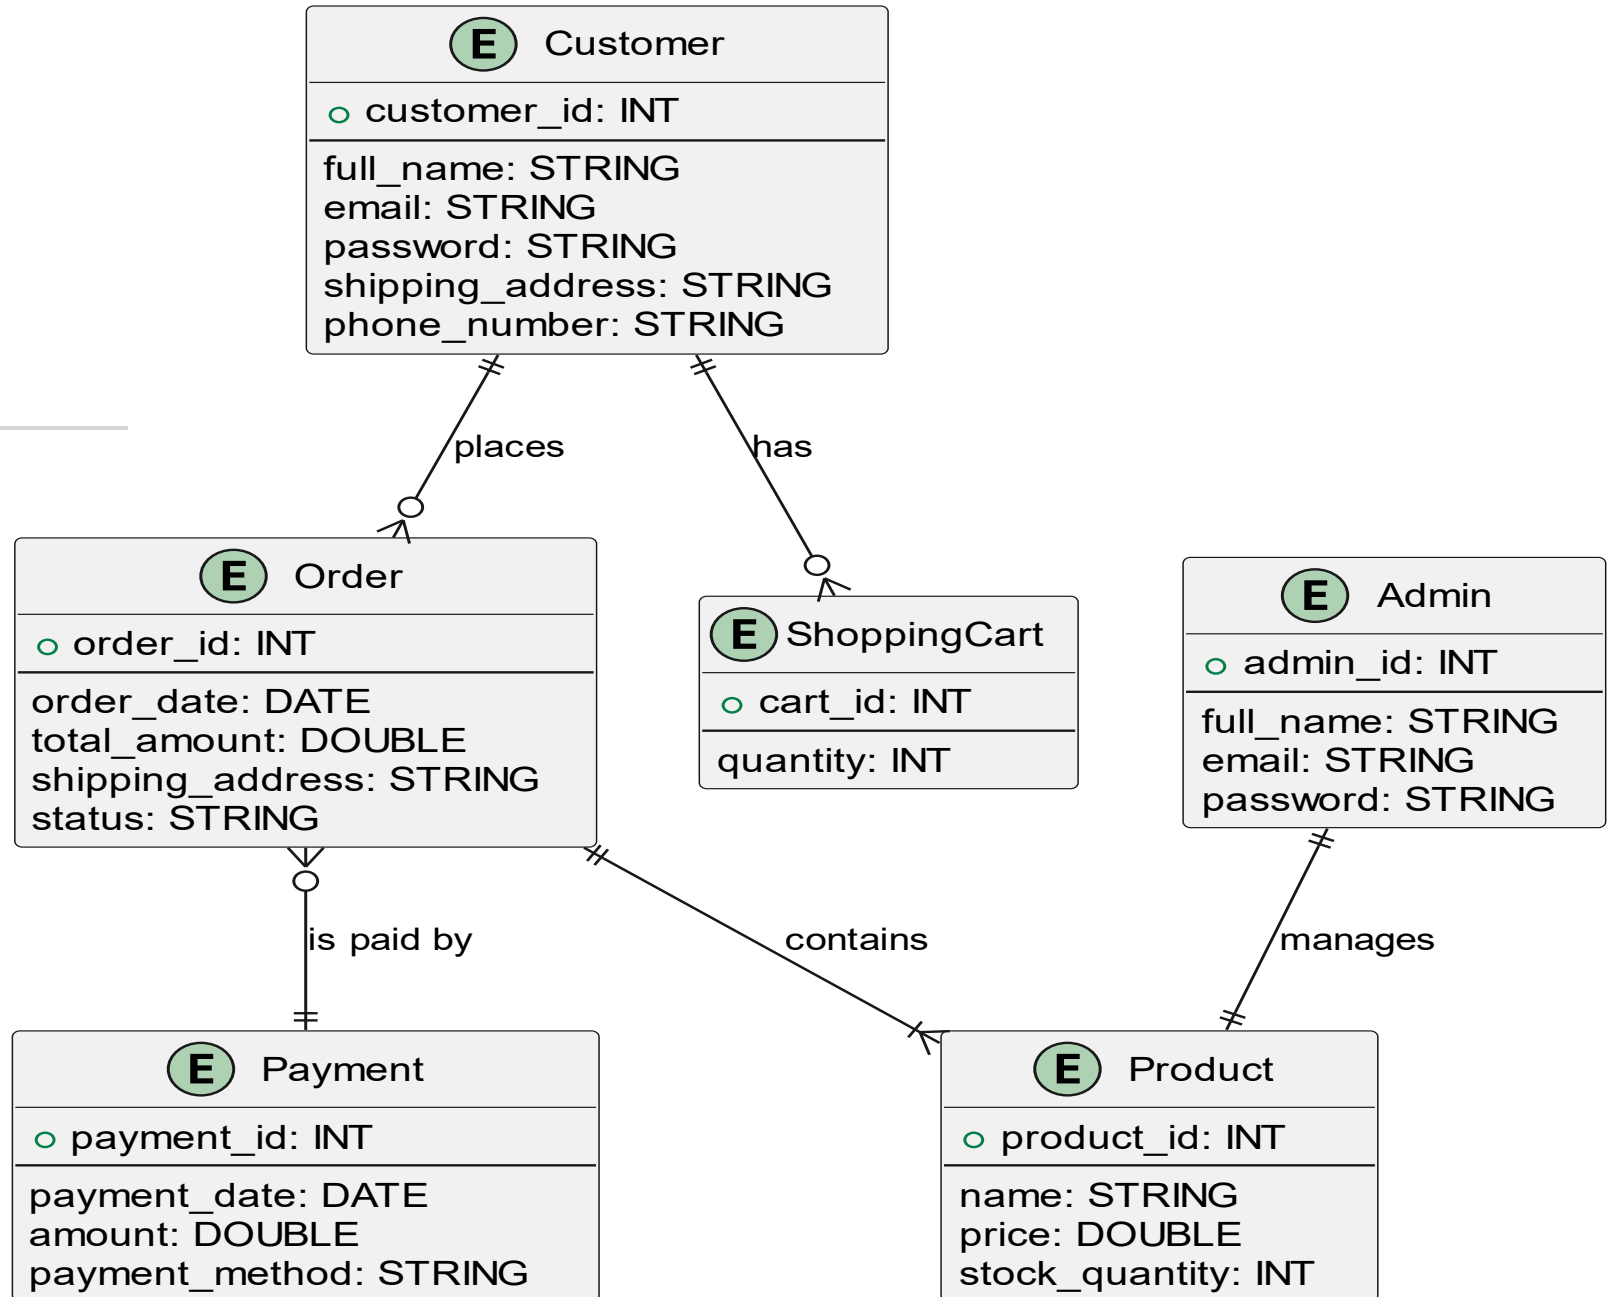 E Customer
customer_id: INT
full_name: STRING
email: STRING
password: STRING
shipping_address: STRING
phone_number: STRING
places
has
E Order
order_id: INT
order_date: DATE
total_amount: DOUBLE
shipping_address: STRING
status: STRING
E ShoppingCart
cart_id: INT
quantity: INT
E Admin
admin_id: INT
full_name: STRING
email: STRING
password: STRING
is paid by
contains
manages
E Payment
payment_id: INT
payment_date: DATE
amount: DOUBLE
payment_method: STRING
E Product
product_id: INT
name: STRING
price: DOUBLE
stock_quantity: INT